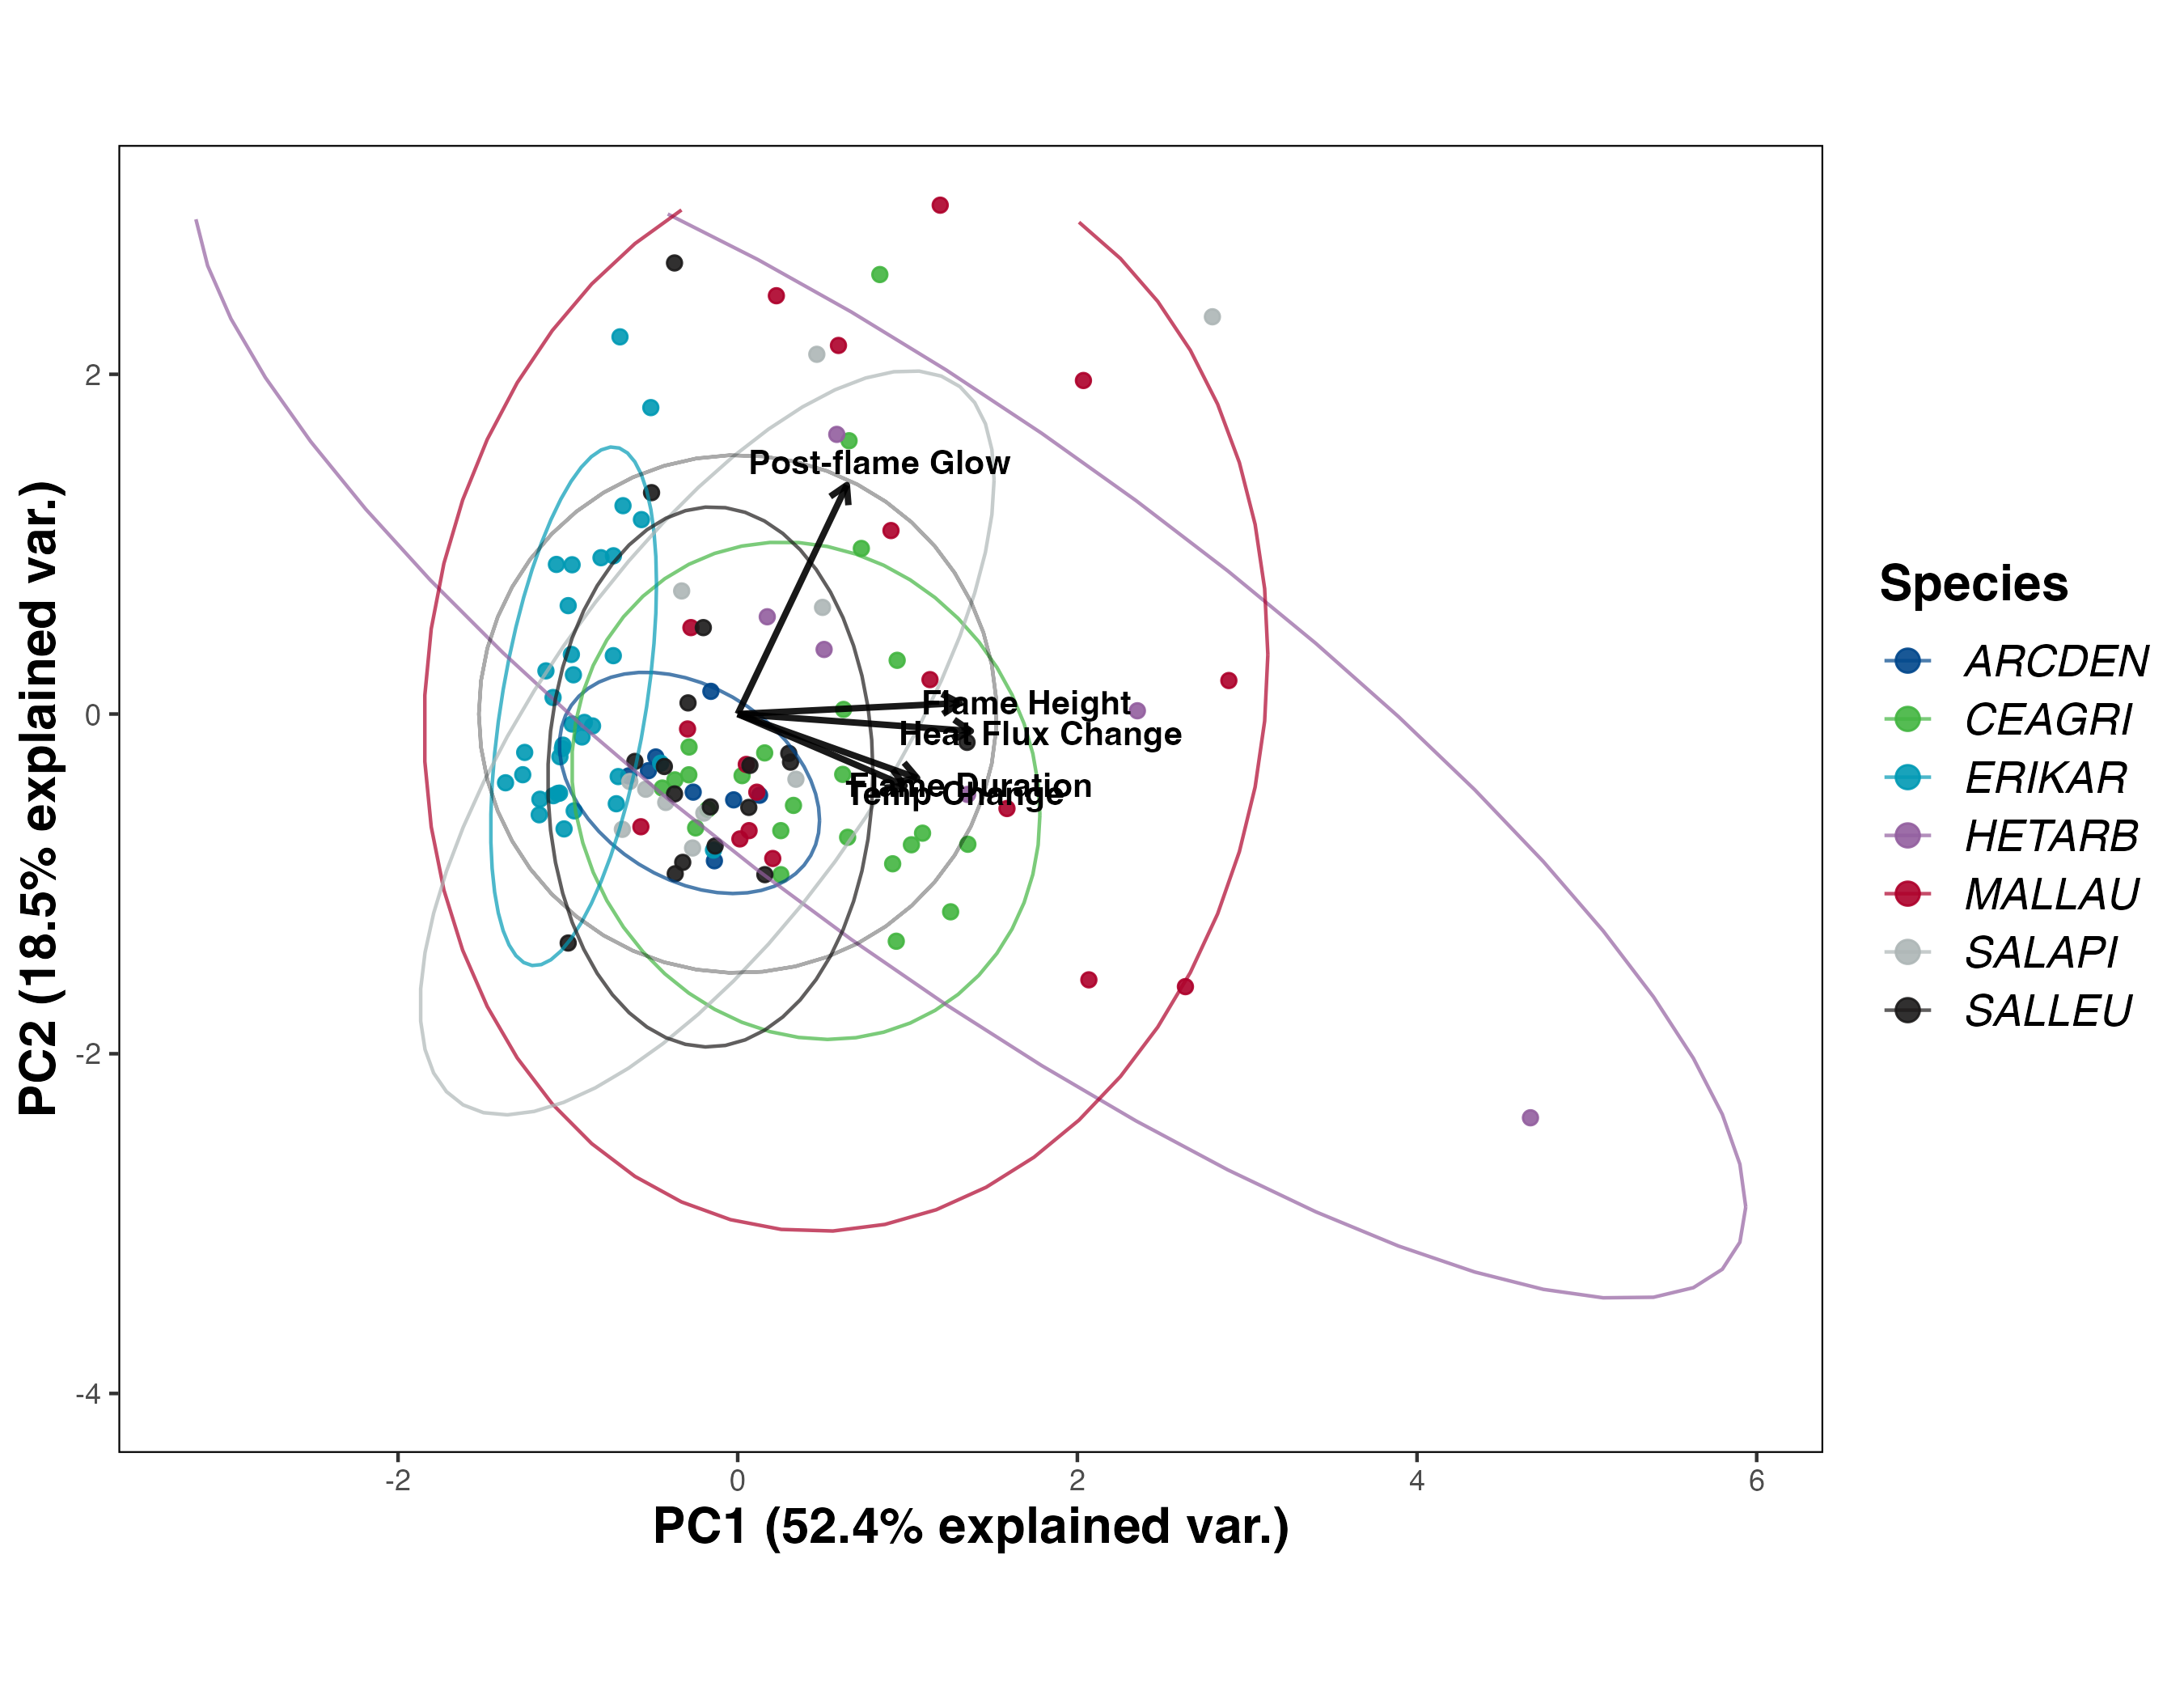 PC2 (18.5% explained var.)
2
0
-2
-4
Post-flame Glow
Flame Height
Heat Flux Change
Flame Duration
Temp Change
-2
0
2
4
6
PC1 (52.4% explained var.)
Species
ARCDEN
CEAGRI
ERIKAR
HETARB
MALLAU
SALAPI
SALLEU